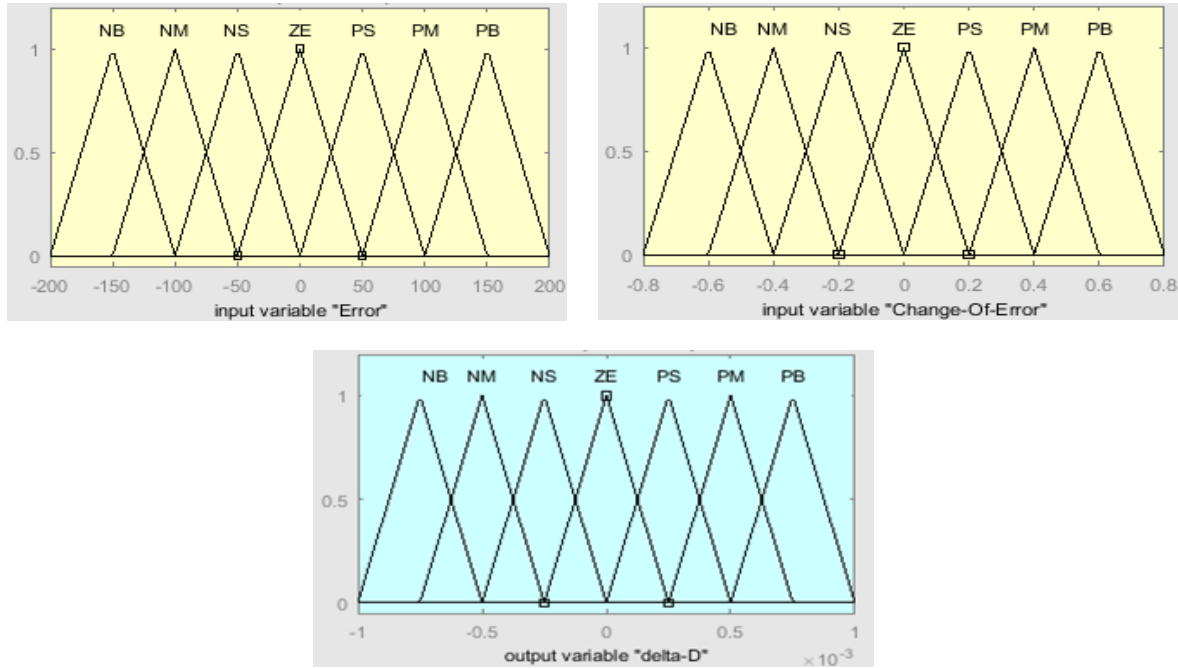 NB NM NS ZE PS PM PB
1
0.5
0
-200 -150 -100 -50 0 50 100 150 200
input variable "Error"
NB NM NS ZE PS PM PB
1
0.5
0
-0.8 -0.6 -0.4 -0.2 0 0.2 0.4 0.6 0.8
input variable "Change-Of-Error"
NB NM NS ZE PS PM PB
1
0.5
0
-1 -0.5 0 0.5 1
output variable "delta-D"
×10⁻³